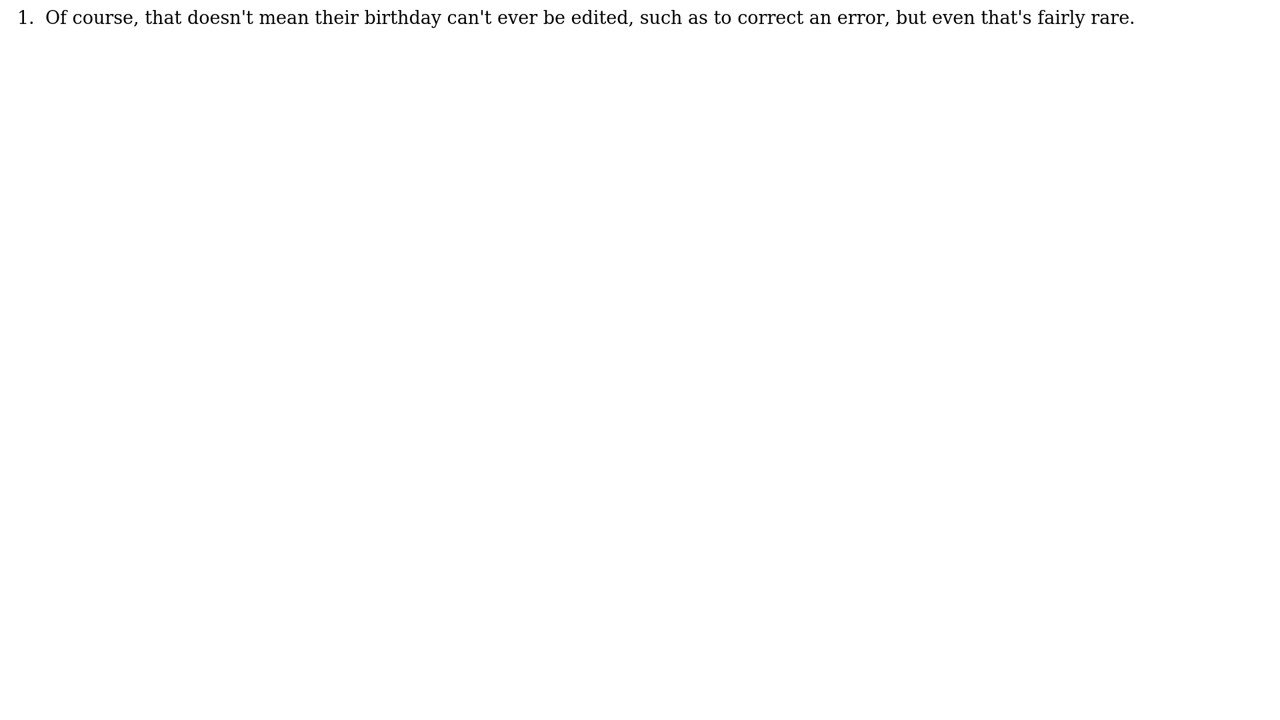 1. Of course, that doesn't mean their birthday can't ever be edited, such as to correct an error, but even that's fairly rare.